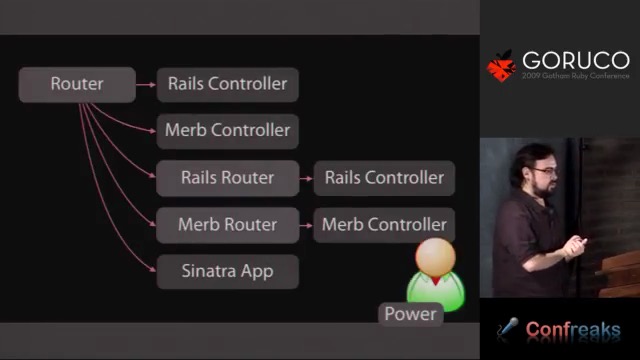 Router
Rails Controller
Merb Controller
Rails Router
Rails Controller
Merb Router
Merb Controller
Sinatra App
Power
GORUCO
2009 Gotham Ruby Conference
Confreaks